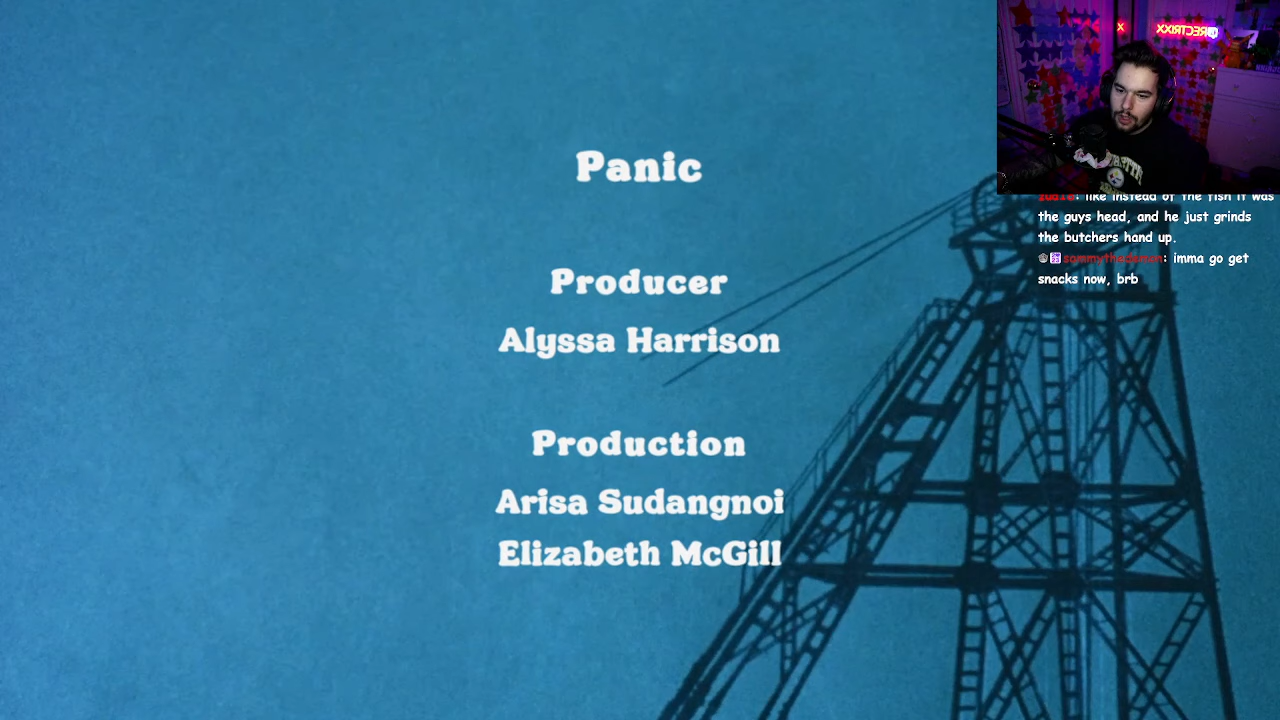 Panic
Producer
Alyssa Harrison
Production
Arisa Sudangnoi
Elizabeth McGill
like instead of the fish it was
the guys head, and he just grinds
the butchers hand up.
sammythedemon: imma go get
snacks now, brb